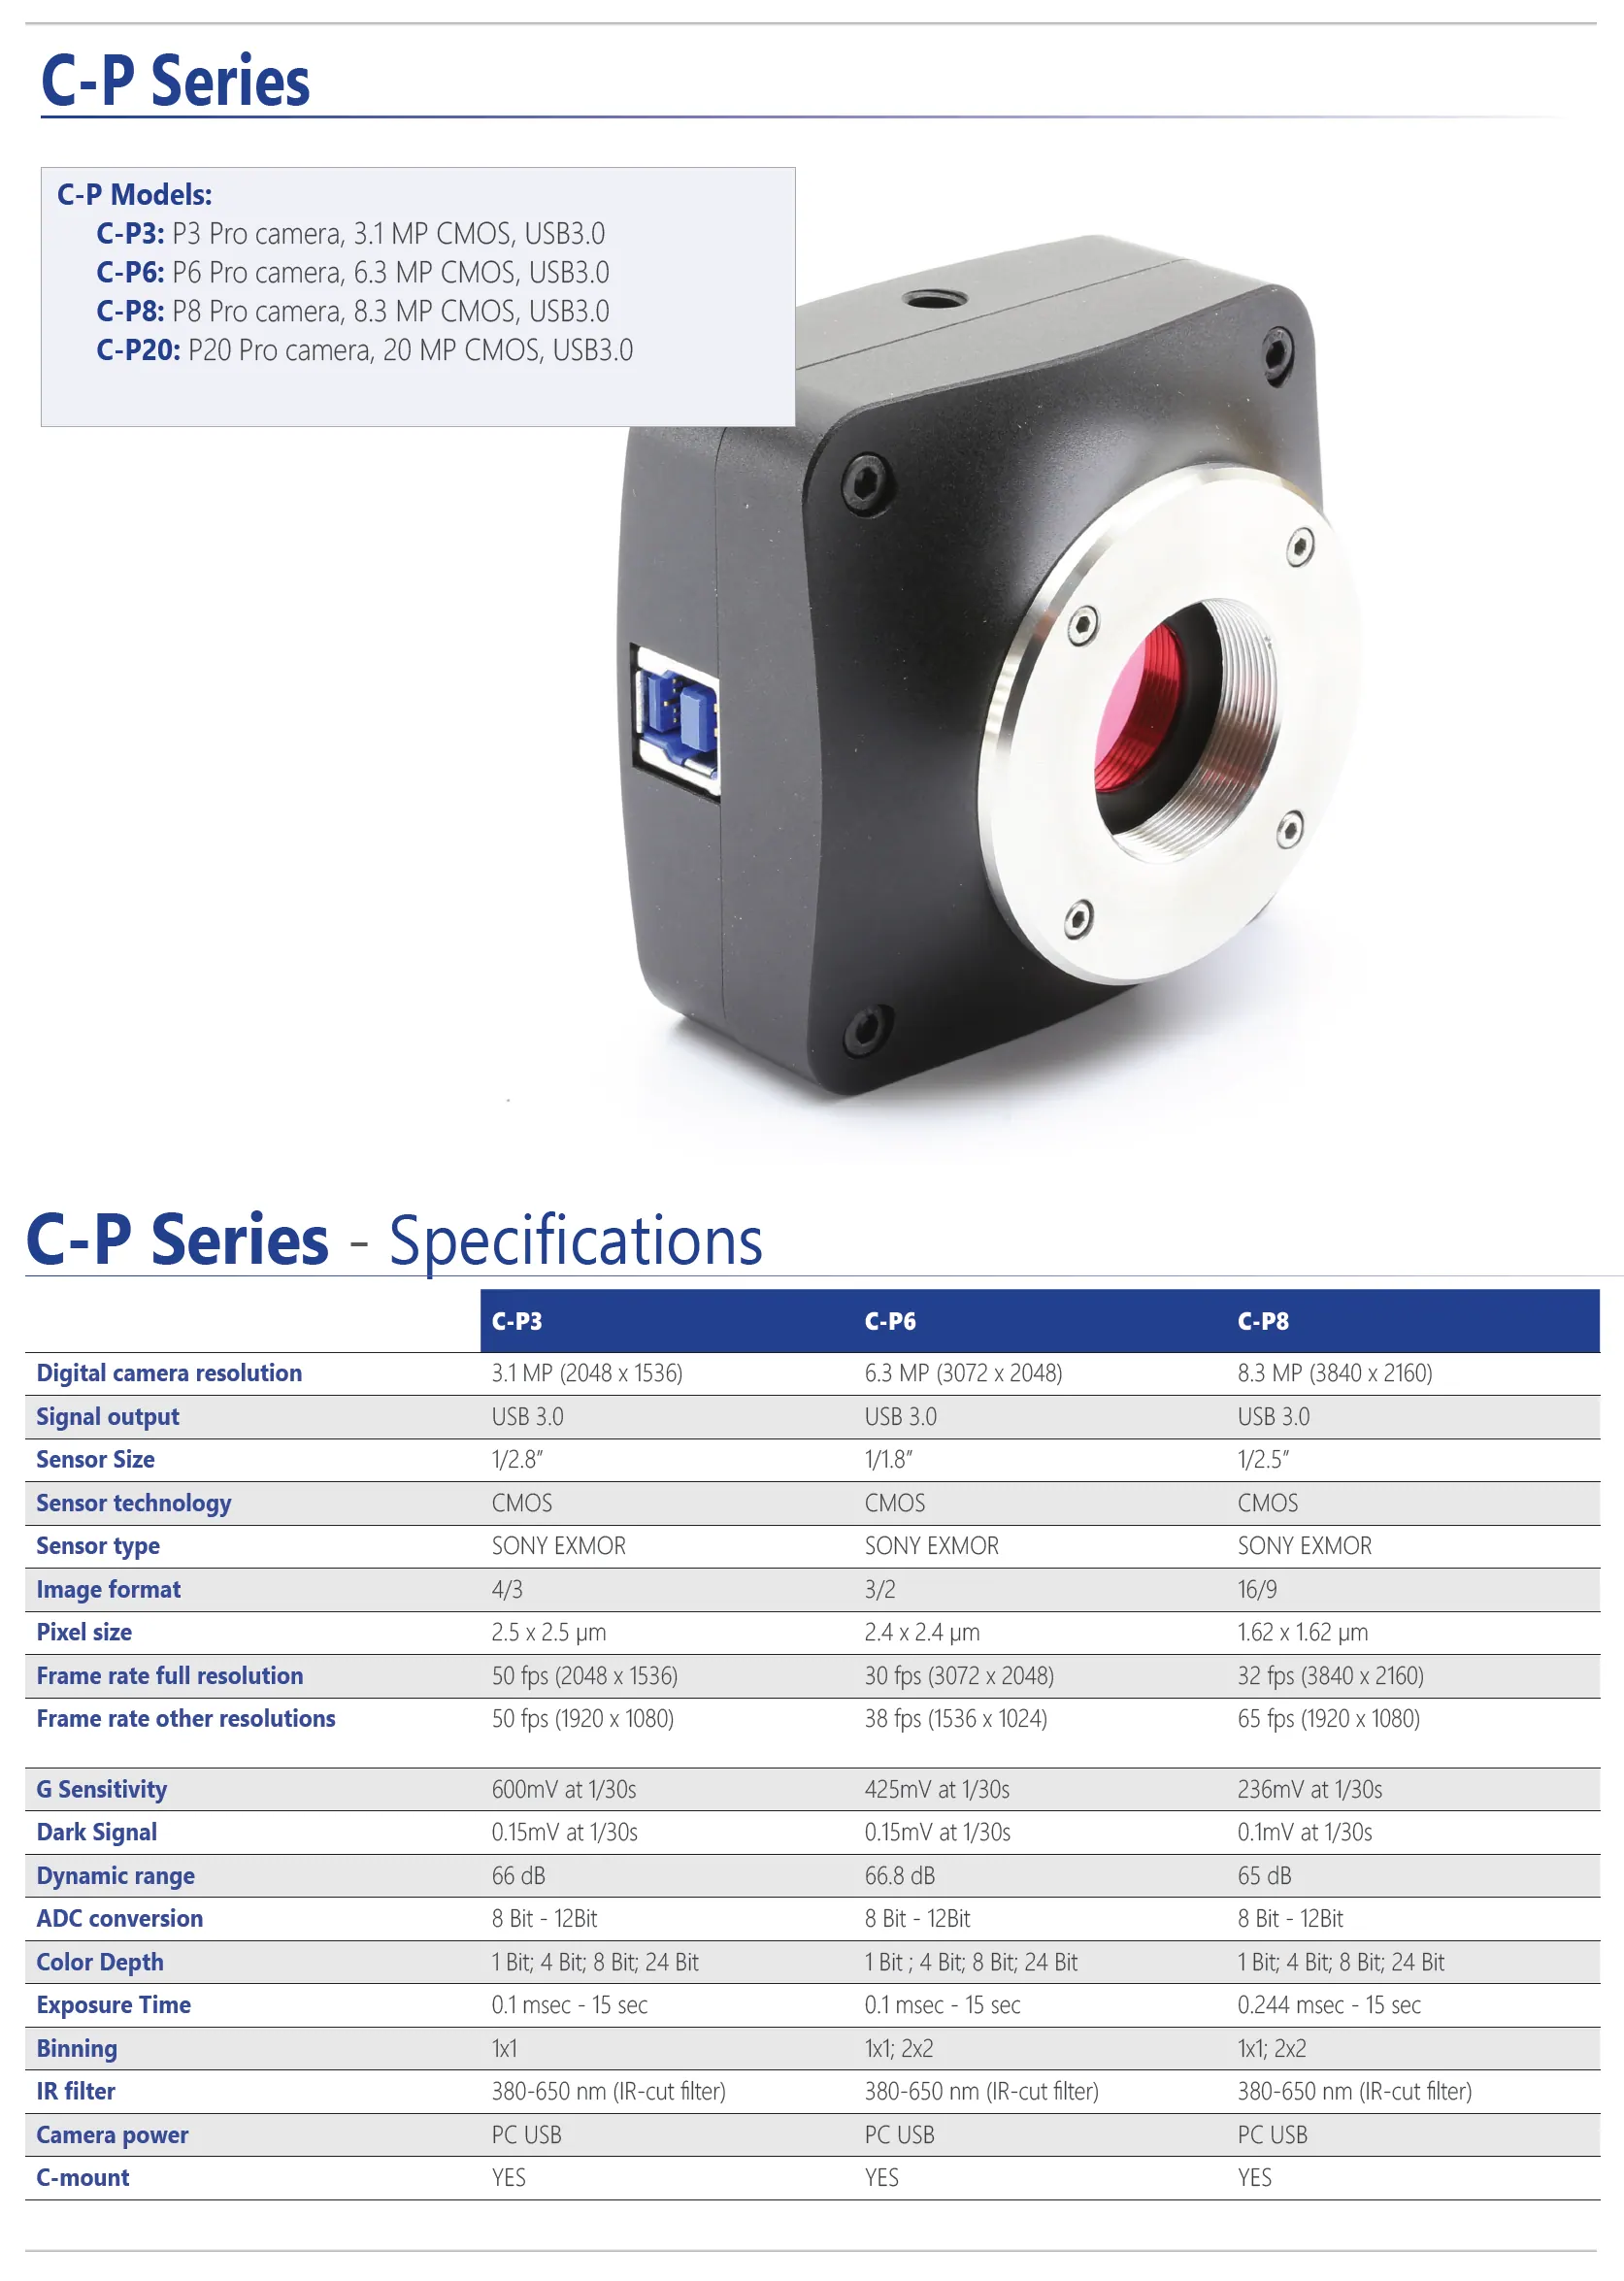 C-P Series
C-P Models:
C-P3: P3 Pro camera, 3.1 MP CMOS, USB3.0
C-P6: P6 Pro camera, 6.3 MP CMOS, USB3.0
C-P8: P8 Pro camera, 8.3 MP CMOS, USB3.0
C-P20: P20 Pro camera, 20 MP CMOS, USB3.0
C-P Series - Specifications
C-P3 C-P6 C-P8
Digital camera resolution 3.1 MP (2048 x 1536) 6.3 MP (3072 x 2048) 8.3 MP (3840 x 2160)
Signal output USB 3.0 USB 3.0 USB 3.0
Sensor Size 1/2.8” 1/1.8” 1/2.5”
Sensor technology CMOS CMOS CMOS
Sensor type SONY EXMOR SONY EXMOR SONY EXMOR
Image format 4/3 3/2 16/9
Pixel size 2.5 x 2.5 µm 2.4 x 2.4 µm 1.62 x 1.62 µm
Frame rate full resolution 50 fps (2048 x 1536) 30 fps (3072 x 2048) 32 fps (3840 x 2160)
Frame rate other resolutions 50 fps (1920 x 1080) 38 fps (1536 x 1024) 65 fps (1920 x 1080)
G Sensitivity 600mV at 1/30s 425mV at 1/30s 236mV at 1/30s
Dark Signal 0.15mV at 1/30s 0.15mV at 1/30s 0.1mV at 1/30s
Dynamic range 66 dB 66.8 dB 65 dB
ADC conversion 8 Bit - 12Bit 8 Bit - 12Bit 8 Bit - 12Bit
Color Depth 1 Bit; 4 Bit; 8 Bit; 24 Bit 1 Bit ; 4 Bit; 8 Bit; 24 Bit 1 Bit; 4 Bit; 8 Bit; 24 Bit
Exposure Time 0.1 msec - 15 sec 0.1 msec - 15 sec 0.244 msec - 15 sec
Binning 1x1 1x1; 2x2 1x1; 2x2
IR filter 380-650 nm (IR-cut filter) 380-650 nm (IR-cut filter) 380-650 nm (IR-cut filter)
Camera power PC USB PC USB PC USB
C-mount YES YES YES